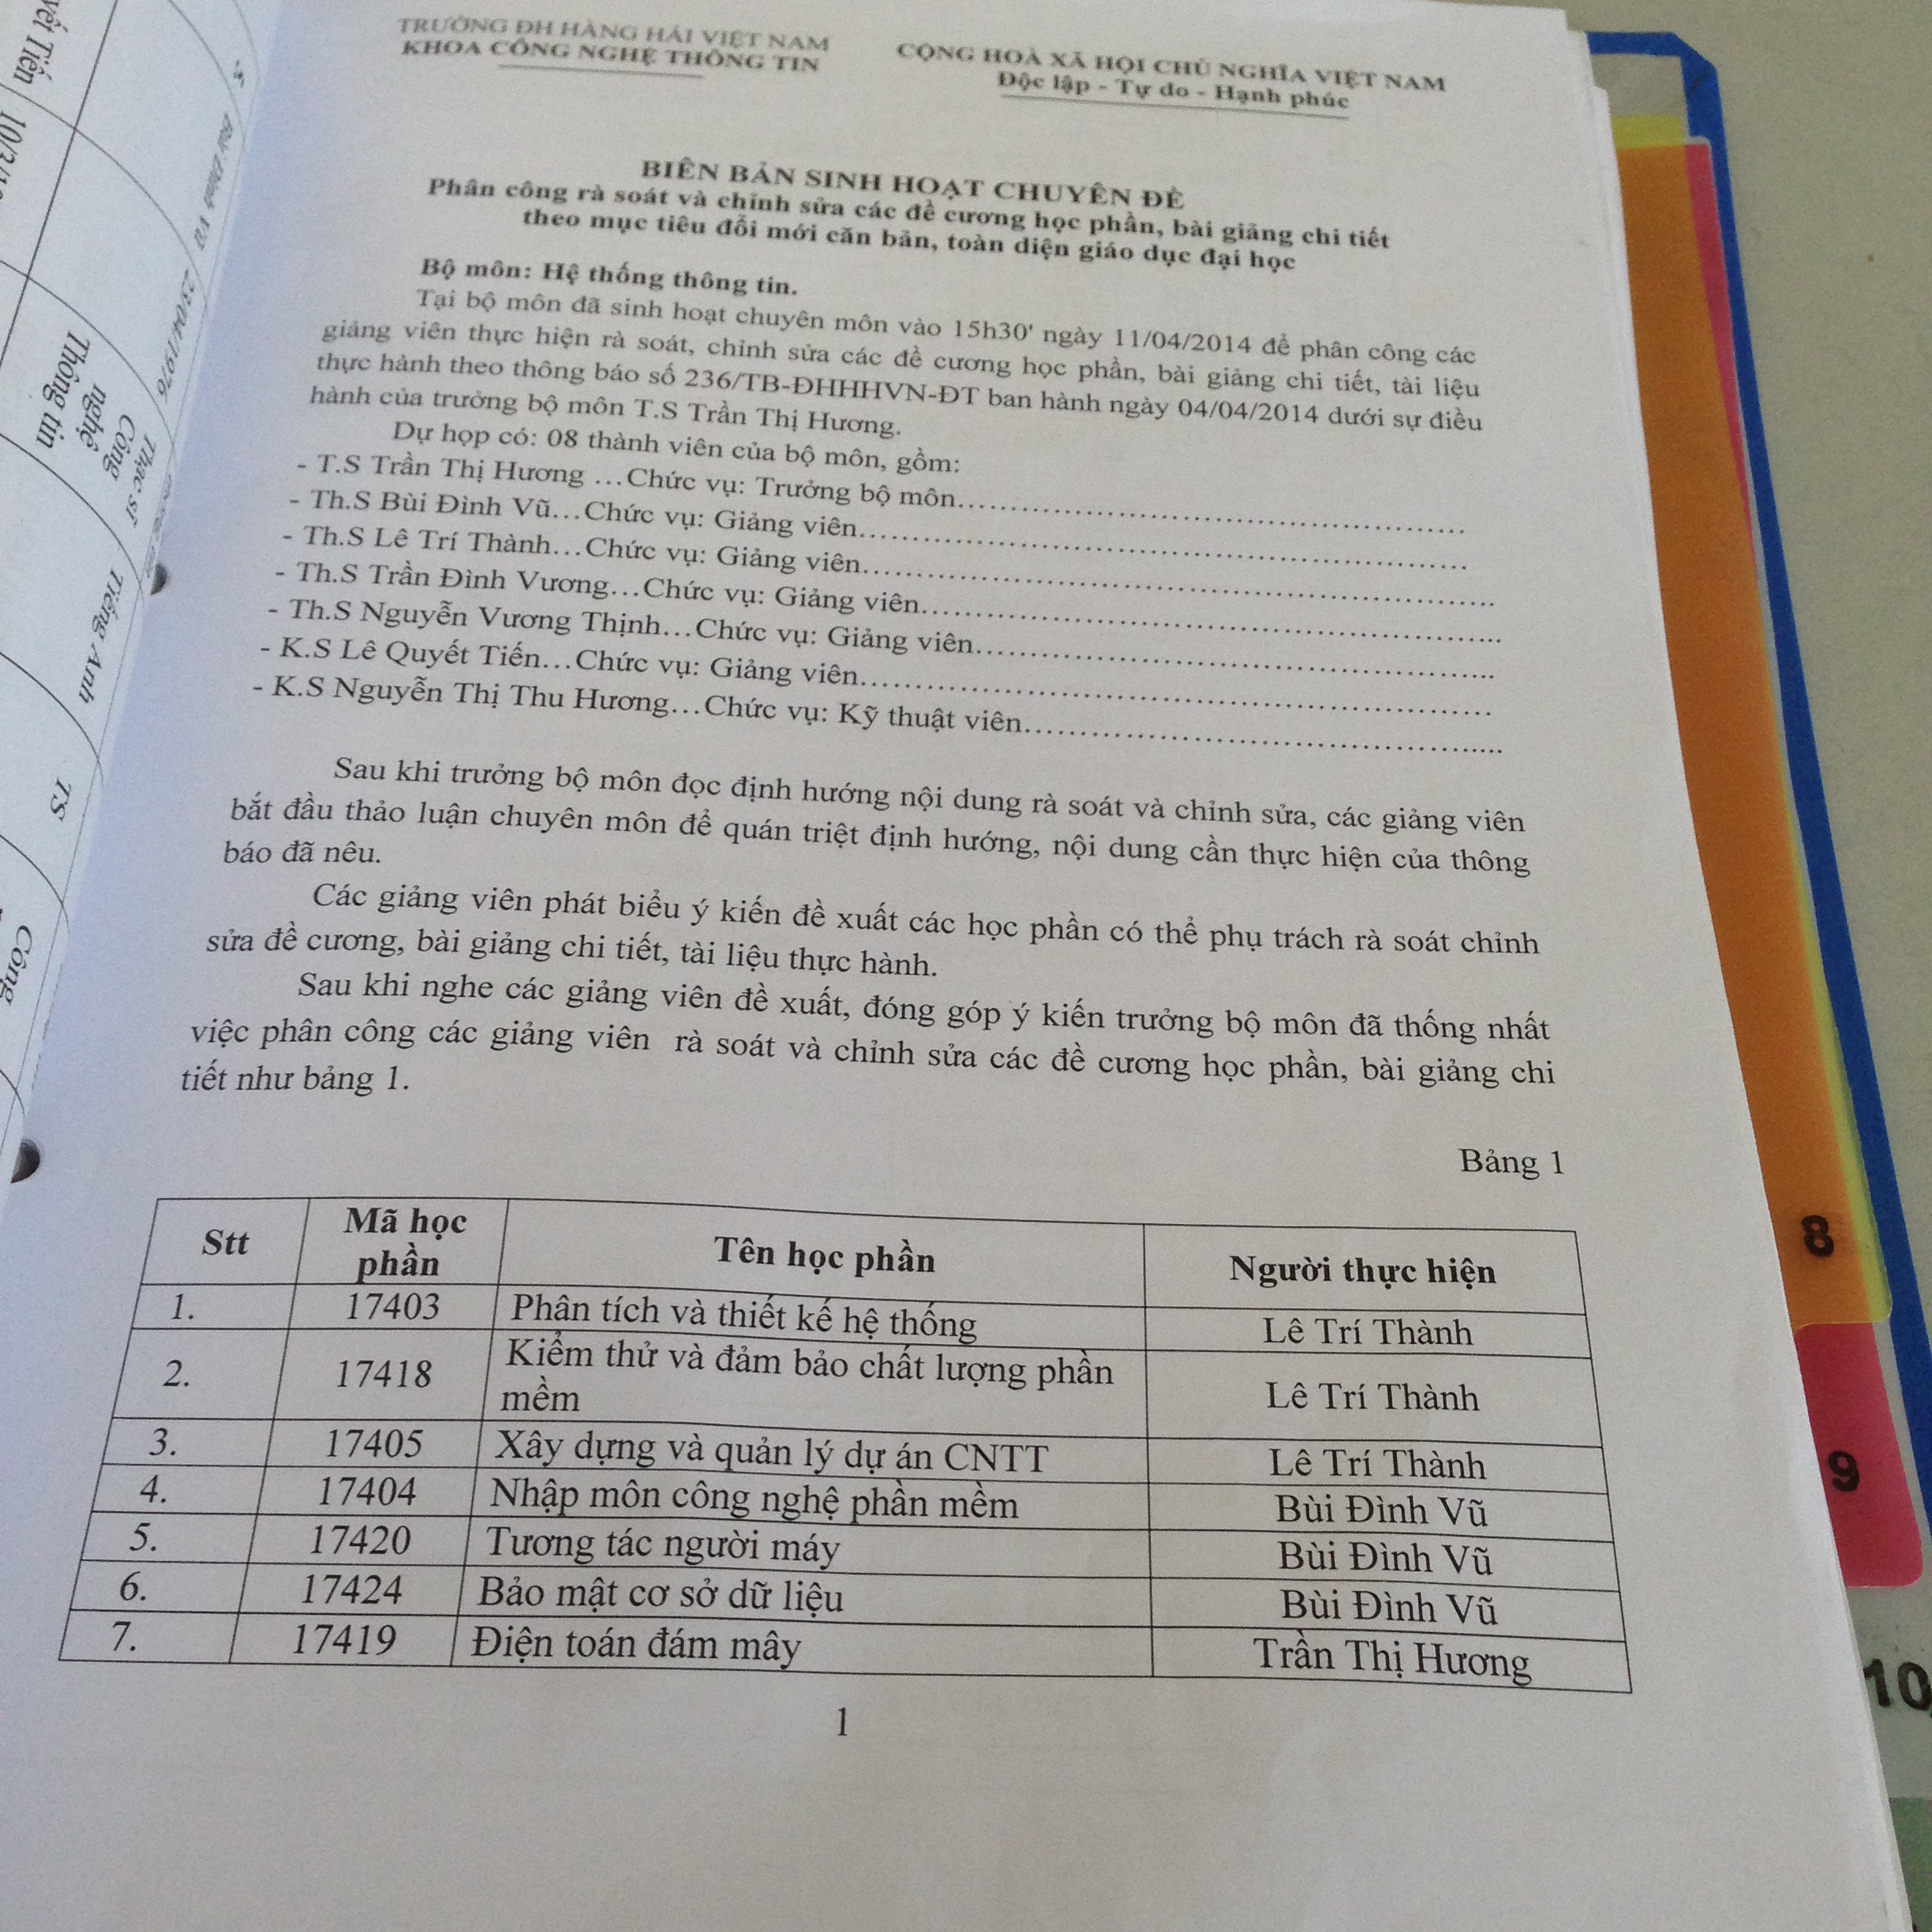 TRƯỜNG ĐH HÀNG HẢI VIỆT NAM
KHOA CÔNG NGHỆ THÔNG TIN
CỘNG HOÀ XÃ HỘI CHỦ NGHĨA VIỆT NAM
Độc lập - Tự do - Hạnh phúc
BIÊN BẢN SINH HOẠT CHUYÊN ĐỀ
Phân công rà soát và chỉnh sửa các đề cương học phần, bài giảng chi tiết
theo mục tiêu đổi mới căn bản, toàn diện giáo dục đại học
Bộ môn: Hệ thống thông tin.
Tại bộ môn đã sinh hoạt chuyên môn vào 15h30' ngày 11/04/2014 để phân công các
giảng viên thực hiện rà soát, chỉnh sửa các đề cương học phần, bài giảng chi tiết, tài liệu
thực hành theo thông báo số 236/TB-ĐHHHVN-ĐT ban hành ngày 04/04/2014 dưới sự điều
hành của trưởng bộ môn T.S Trần Thị Hương.
Dự họp có: 08 thành viên của bộ môn, gồm:
- T.S Trần Thị Hương …Chức vụ: Trưởng bộ môn……………………………………………
- Th.S Bùi Đình Vũ…Chức vụ: Giảng viên……………………………………………………
- Th.S Lê Trí Thành…Chức vụ: Giảng viên……………………………………………………
- Th.S Trần Đình Vương…Chức vụ: Giảng viên………………………………………………...
- Th.S Nguyễn Vương Thịnh…Chức vụ: Giảng viên……………………………………………...
- K.S Lê Quyết Tiến…Chức vụ: Giảng viên……………………………………………………
- K.S Nguyễn Thị Thu Hương…Chức vụ: Kỹ thuật viên…………………………………………....
Sau khi trưởng bộ môn đọc định hướng nội dung rà soát và chỉnh sửa, các giảng viên
bắt đầu thảo luận chuyên môn để quán triệt định hướng, nội dung cần thực hiện của thông
báo đã nêu.
Các giảng viên phát biểu ý kiến đề xuất các học phần có thể phụ trách rà soát chỉnh
sửa đề cương, bài giảng chi tiết, tài liệu thực hành.
Sau khi nghe các giảng viên đề xuất, đóng góp ý kiến trưởng bộ môn đã thống nhất
việc phân công các giảng viên rà soát và chỉnh sửa các đề cương học phần, bài giảng chi
tiết như bảng 1.
Bảng 1
Stt Mã học phần Tên học phần Người thực hiện
1. 17403 Phân tích và thiết kế hệ thống Lê Trí Thành
2. 17418 Kiểm thử và đảm bảo chất lượng phần mềm Lê Trí Thành
3. 17405 Xây dựng và quản lý dự án CNTT Lê Trí Thành
4. 17404 Nhập môn công nghệ phần mềm Bùi Đình Vũ
5. 17420 Tương tác người máy Bùi Đình Vũ
6. 17424 Bảo mật cơ sở dữ liệu Bùi Đình Vũ
7. 17419 Điện toán đám mây Trần Thị Hương
1
8
9
10
5
Bùi Đình Vũ
23/04/1976
Thạc sĩ
Công
nghệ
Thông tin
Tiếng Anh
TS
Công
Tiến